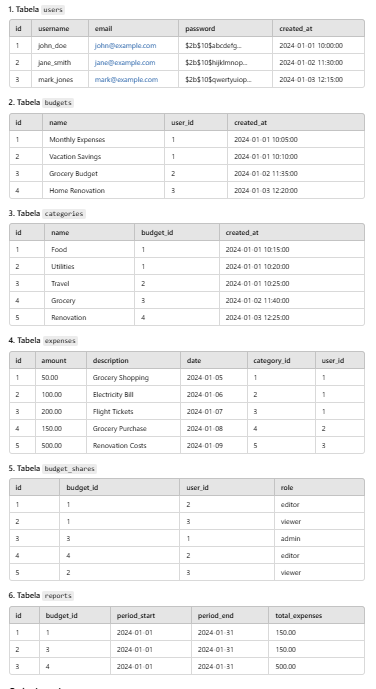 1. Tabela users
id username email password created_at
1 john_doe john@example.com $2b$10$abcdefg... 2024-01-01 10:00:00
2 jane_smith jane@example.com $2b$10$hijklmnop... 2024-01-02 11:30:00
3 mark_jones mark@example.com $2b$10$qwertyuiop... 2024-01-03 12:15:00
2. Tabela budgets
id name user_id created_at
1 Monthly Expenses 1 2024-01-01 10:05:00
2 Vacation Savings 1 2024-01-01 10:10:00
3 Grocery Budget 2 2024-01-02 11:35:00
4 Home Renovation 3 2024-01-03 12:20:00
3. Tabela categories
id name budget_id created_at
1 Food 1 2024-01-01 10:15:00
2 Utilities 1 2024-01-01 10:20:00
3 Travel 2 2024-01-01 10:25:00
4 Grocery 3 2024-01-02 11:40:00
5 Renovation 4 2024-01-03 12:25:00
4. Tabela expenses
id amount description date category_id user_id
1 50.00 Grocery Shopping 2024-01-05 1 1
2 100.00 Electricity Bill 2024-01-06 2 1
3 200.00 Flight Tickets 2024-01-07 3 1
4 150.00 Grocery Purchase 2024-01-08 4 2
5 500.00 Renovation Costs 2024-01-09 5 3
5. Tabela budget_shares
id budget_id user_id role
1 1 2 editor
2 1 3 viewer
3 3 1 admin
4 4 2 editor
5 2 3 viewer
6. Tabela reports
id budget_id period_start period_end total_expenses
1 1 2024-01-01 2024-01-31 150.00
2 3 2024-01-01 2024-01-31 150.00
3 4 2024-01-01 2024-01-31 500.00